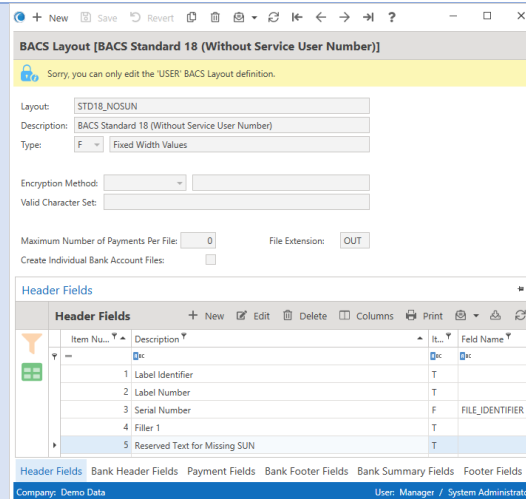 New Save Revert ?
BACS Layout [BACS Standard 18 (Without Service User Number)]
Sorry, you can only edit the 'USER' BACS Layout definition.
Layout: STD18_NOSUN
Description: BACS Standard 18 (Without Service User Number)
Type: F Fixed Width Values
Encryption Method:
Valid Character Set:
Maximum Number of Payments Per File: 0 File Extension: OUT
Create Individual Bank Account Files:
Header Fields
Header Fields New Edit Delete Columns Print
Item Nu... Description It... Feld Name
1 Label Identifier T
2 Label Number T
3 Serial Number F FILE_IDENTIFIER
4 Filler 1 T
5 Reserved Text for Missing SUN T
Header Fields Bank Header Fields Payment Fields Bank Footer Fields Bank Summary Fields Footer Fields
Company: Demo Data User: Manager / System Administrato